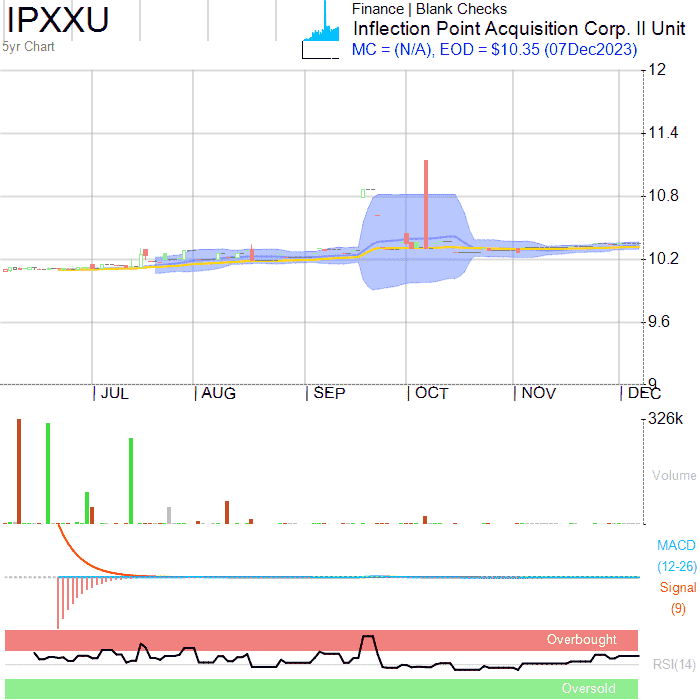 IPXXU
5yr Chart
Finance | Blank Checks
Inflection Point Acquisition Corp. II Unit
MC = (N/A), EOD = $10.35 (07Dec2023)
12
11.4
10.8
10.2
9.6
9
JUL AUG SEP OCT NOV DEC
326k
Volume
MACD
(12-26)
Signal
(9)
Overbought
RSI(14)
Oversold